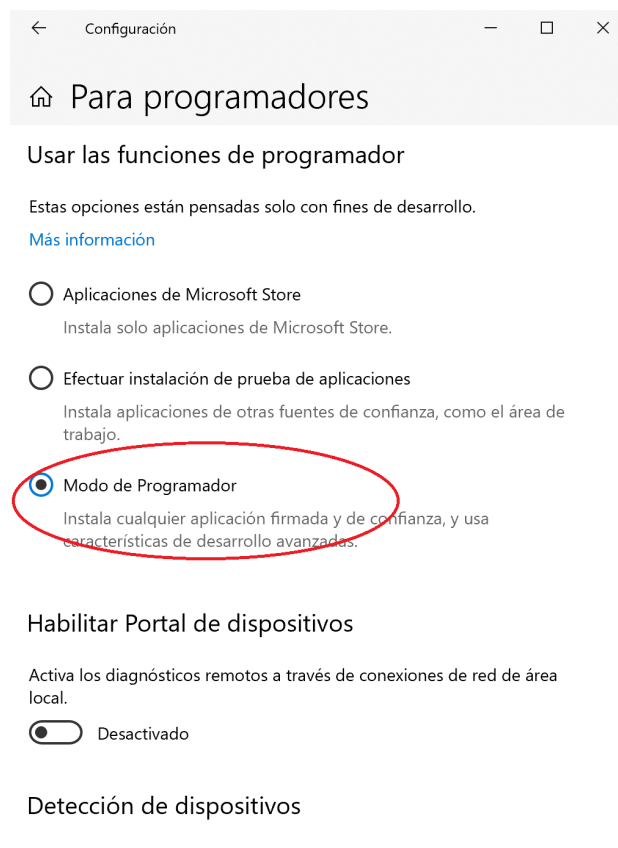 Configuración
Para programadores
Usar las funciones de programador
Estas opciones están pensadas solo con fines de desarrollo.
Más información
Aplicaciones de Microsoft Store
Instala solo aplicaciones de Microsoft Store.
Efectuar instalación de prueba de aplicaciones
Instala aplicaciones de otras fuentes de confianza, como el área de
trabajo.
Modo de Programador
Instala cualquier aplicación firmada y de confianza, y usa
características de desarrollo avanzadas.
Habilitar Portal de dispositivos
Activa los diagnósticos remotos a través de conexiones de red de área
local.
Desactivado
Detección de dispositivos